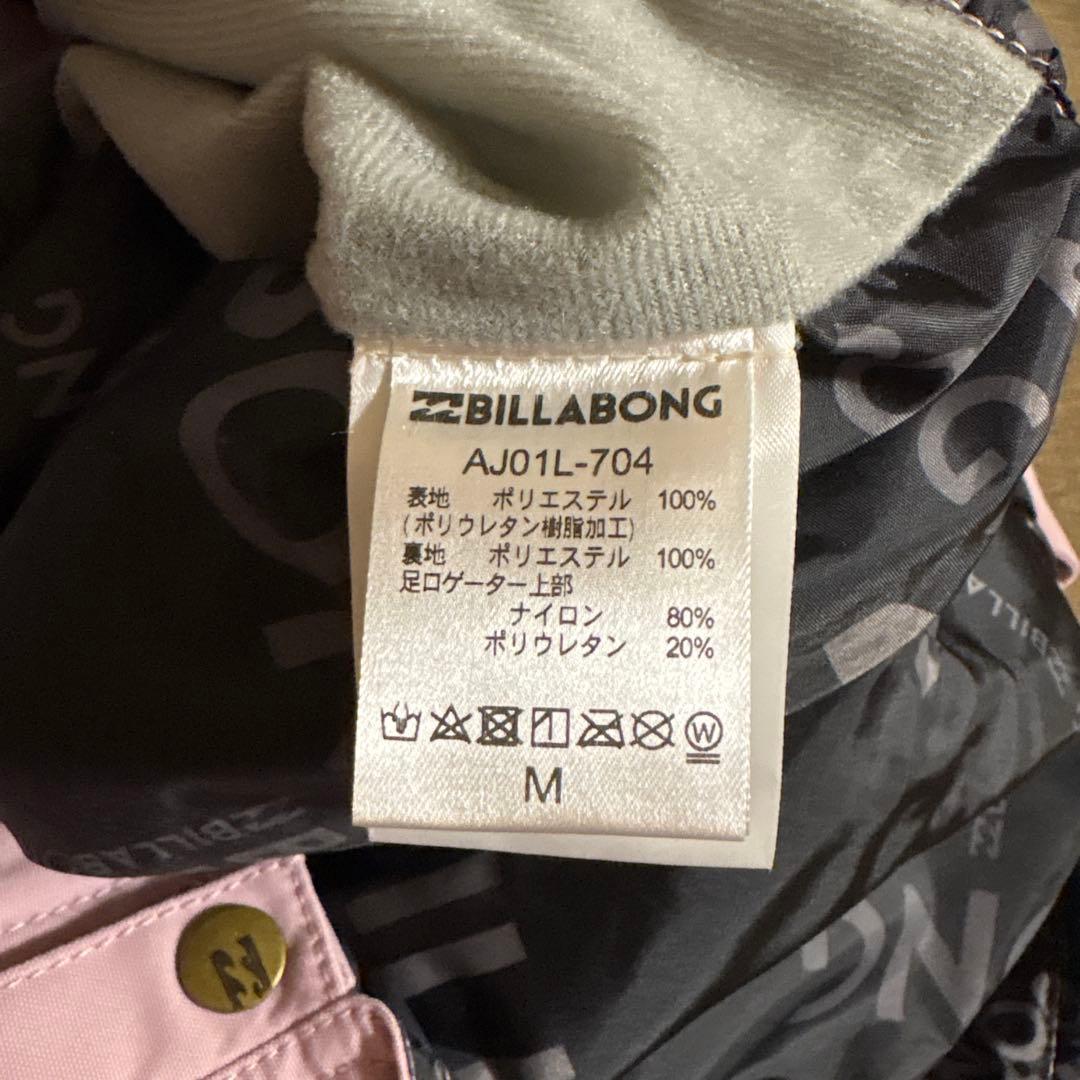 BILLABONG
AJ01L-704
表地 ポリエステル 100%
(ポリウレタン樹脂加工)
裏地 ポリエステル 100%
足口ゲーター上部
ナイロン 80%
ポリウレタン 20%
W
M
BILLAB
BILLA